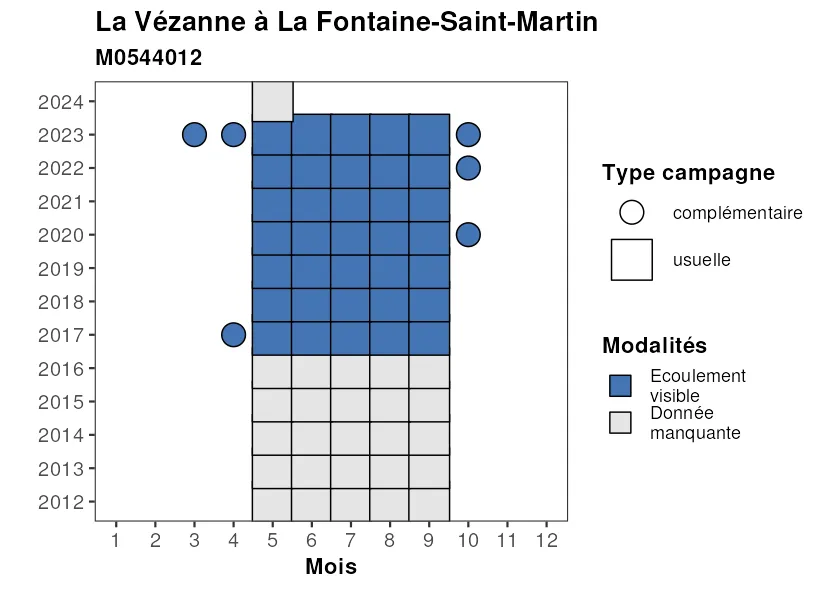 La Vézanne à La Fontaine-Saint-Martin
M0544012
2024
2023
2022
2021
2020
2019
2018
2017
2016
2015
2014
2013
2012
1 2 3 4 5 6 7 8 9 10 11 12
Mois
Type campagne
complémentaire
usuelle
Modalités
Ecoulement
visible
Donnée
manquante